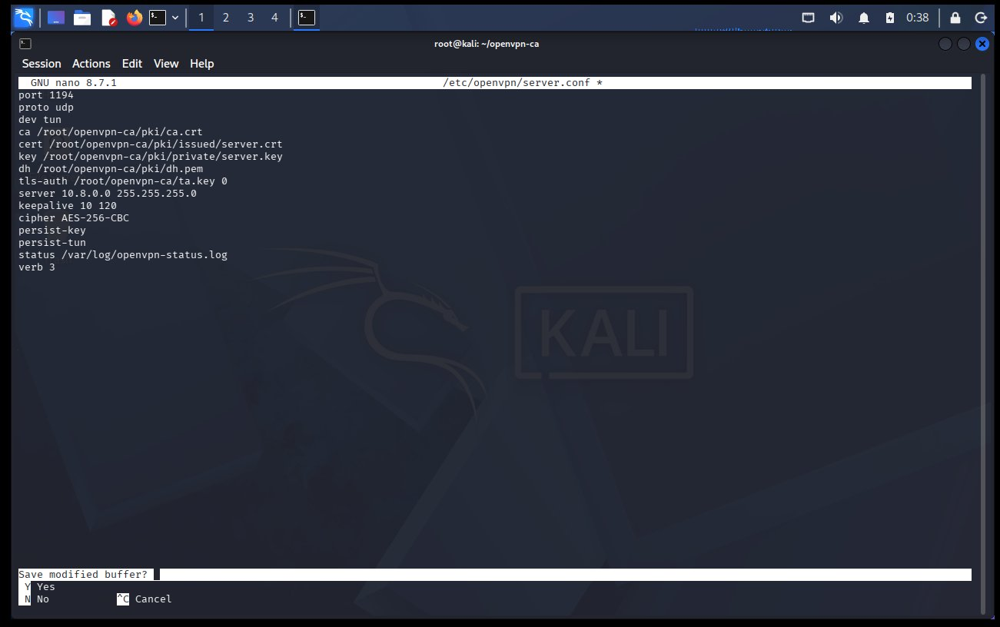 1 2 3 4 0:38
root@kali: ~/openvpn-ca
Session Actions Edit View Help
GNU nano 8.7.1 /etc/openvpn/server.conf *
port 1194
proto udp
dev tun
ca /root/openvpn-ca/pki/ca.crt
cert /root/openvpn-ca/pki/issued/server.crt
key /root/openvpn-ca/pki/private/server.key
dh /root/openvpn-ca/pki/dh.pem
tls-auth /root/openvpn-ca/ta.key 0
server 10.8.0.0 255.255.255.0
keepalive 10 120
cipher AES-256-CBC
persist-key
persist-tun
status /var/log/openvpn-status.log
verb 3
KALI
Save modified buffer?
Y Yes
N No ^C Cancel